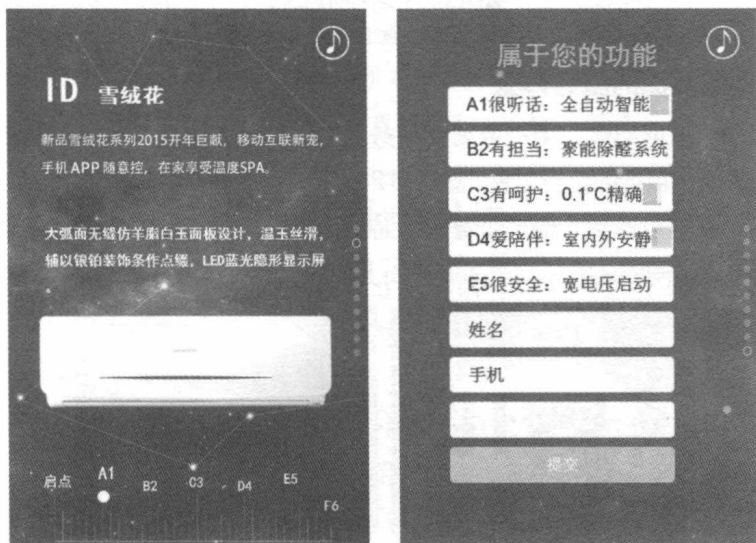 ID 雪绒花
新品雪绒花系列2015开年巨献，移动互联新宠，
手机APP随意控，在家享受温度SPA。
大弧面无缝仿羊脂白玉面板设计，温玉丝滑，
辅以银铂装饰条作点缀，LED蓝光隐形显示屏
启点 A1 B2 C3 D4 E5 F6
属于您的功能
A1很听话：全自动智能
B2有担当：聚能除醛系统
C3有呵护：0.1°C精确
D4爱陪伴：室内外安静
E5很安全：宽电压启动
姓名
手机
提交